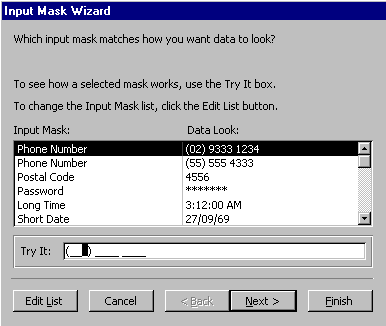 Input Mask Wizard
Which input mask matches how you want data to look?
To see how a selected mask works, use the Try It box.
To change the Input Mask list, click the Edit List button.
Input Mask: Data Look:
Phone Number (02) 9333 1234
Phone Number (55) 555 4333
Postal Code 4556
Password *******
Long Time 3:12:00 AM
Short Date 27/09/69
Try It: (__) ____ ____
Edit List Cancel < Back Next > Finish